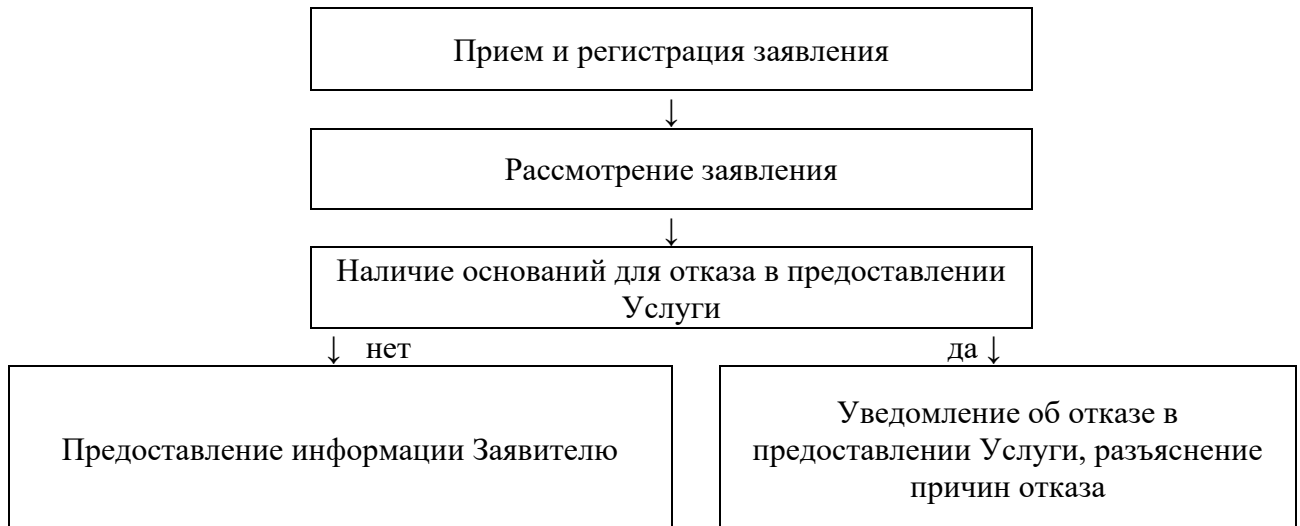 Прием и регистрация заявления
↓
Рассмотрение заявления
↓
Наличие оснований для отказа в предоставлении
Услуги
↓ нет
да ↓
Предоставление информации Заявителю
Уведомление об отказе в
предоставлении Услуги, разъяснение
причин отказа